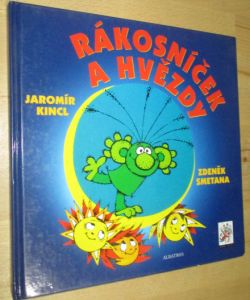 RÁKOSNÍČEK
A HVĚZDY
JAROMÍR
KINCL
ZDENĚK
SMETANA
ALBATROS